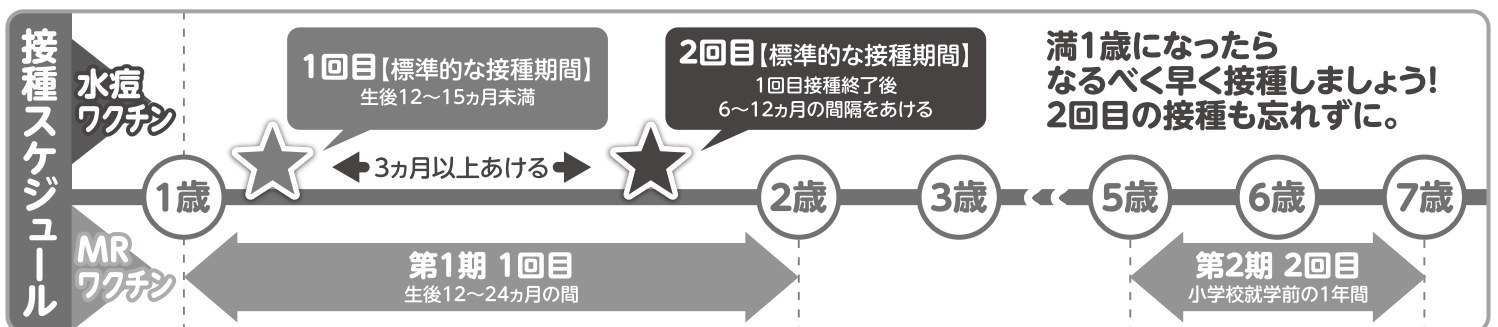 接種スケジュール
水痘
ワクチン
1回目【標準的な接種期間】
生後12〜15ヵ月未満
2回目【標準的な接種期間】
1回目接種終了後
6〜12ヵ月の間隔をあける
満1歳になったら
なるべく早く接種しましょう!
2回目の接種も忘れずに。
3ヵ月以上あける
1歳
2歳
3歳
5歳
6歳
7歳
MR
ワクチン
第1期 1回目
生後12〜24ヵ月の間
第2期 2回目
小学校就学前の1年間